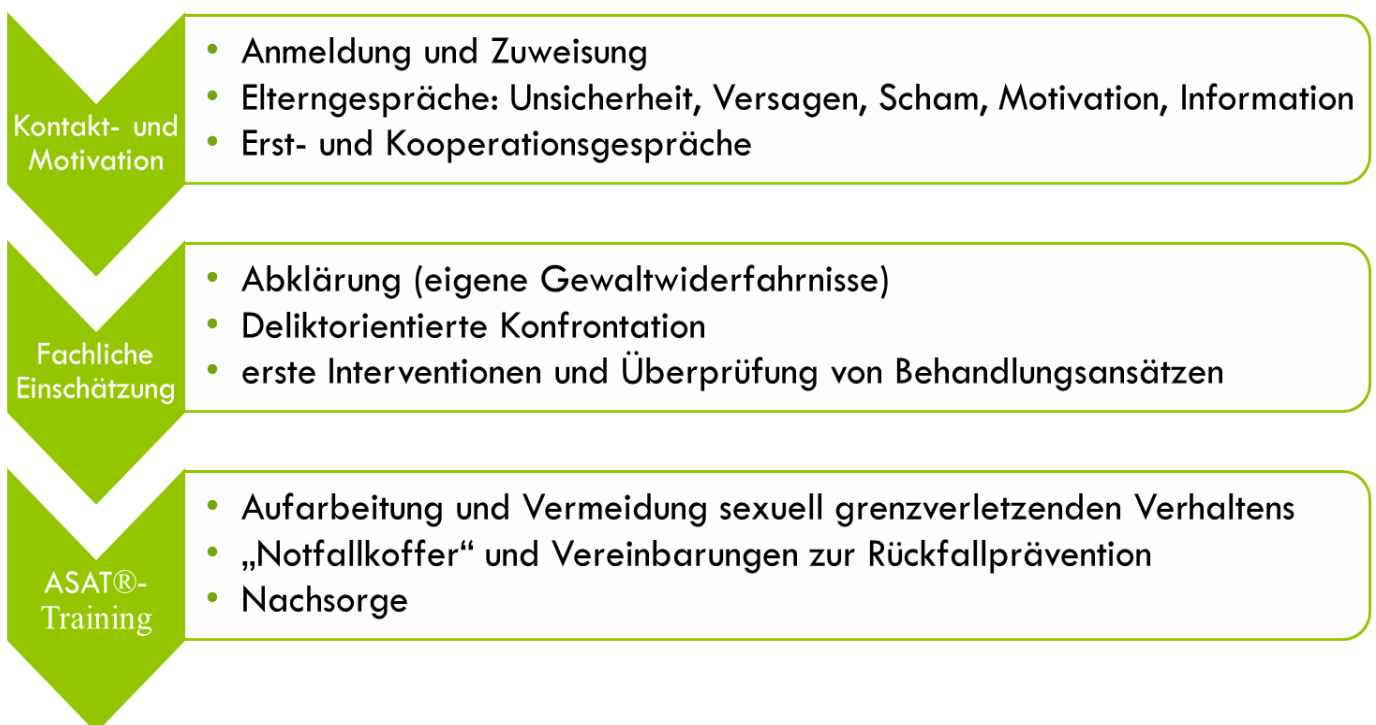 Kontakt- und
Motivation
• Anmeldung und Zuweisung
• Elterngespräche: Unsicherheit, Versagen, Scham, Motivation, Information
• Erst- und Kooperationsgespräche
Fachliche
Einschätzung
• Abklärung (eigene Gewaltwiderfahrnisse)
• Deliktorientierte Konfrontation
• erste Interventionen und Überprüfung von Behandlungsansätzen
ASAT®-
Training
• Aufarbeitung und Vermeidung sexuell grenzverletzenden Verhaltens
• „Notfallkoffer“ und Vereinbarungen zur Rückfallprävention
• Nachsorge